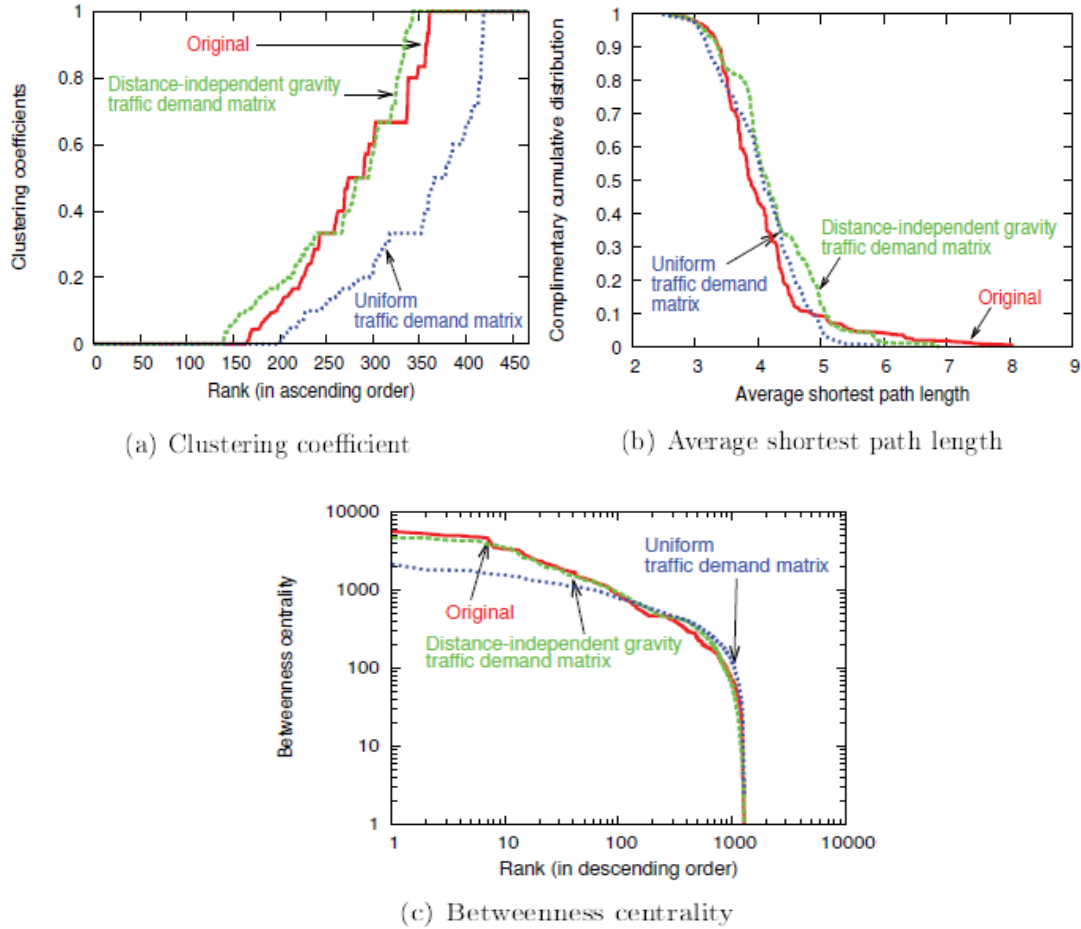 Clustering coefficients
1
0.8
0.6
0.4
0.2
0
0 50 100 150 200 250 300 350 400 450
Rank (in ascending order)
Original
Distance-independent gravity
traffic demand matrix
Uniform
traffic demand matrix
(a) Clustering coefficient
Complimentary cumulative distribution
1
0.9
0.8
0.7
0.6
0.5
0.4
0.3
0.2
0.1
0
2 3 4 5 6 7 8 9
Average shortest path length
Distance-independent gravity
traffic demand matrix
Uniform
traffic demand
matrix
Original
(b) Average shortest path length
Betweenness centrality
10000
1000
100
10
1
1 10 100 1000 10000
Rank (in descending order)
Uniform
traffic demand matrix
Original
Distance-independent gravity
traffic demand matrix
(c) Betweenness centrality